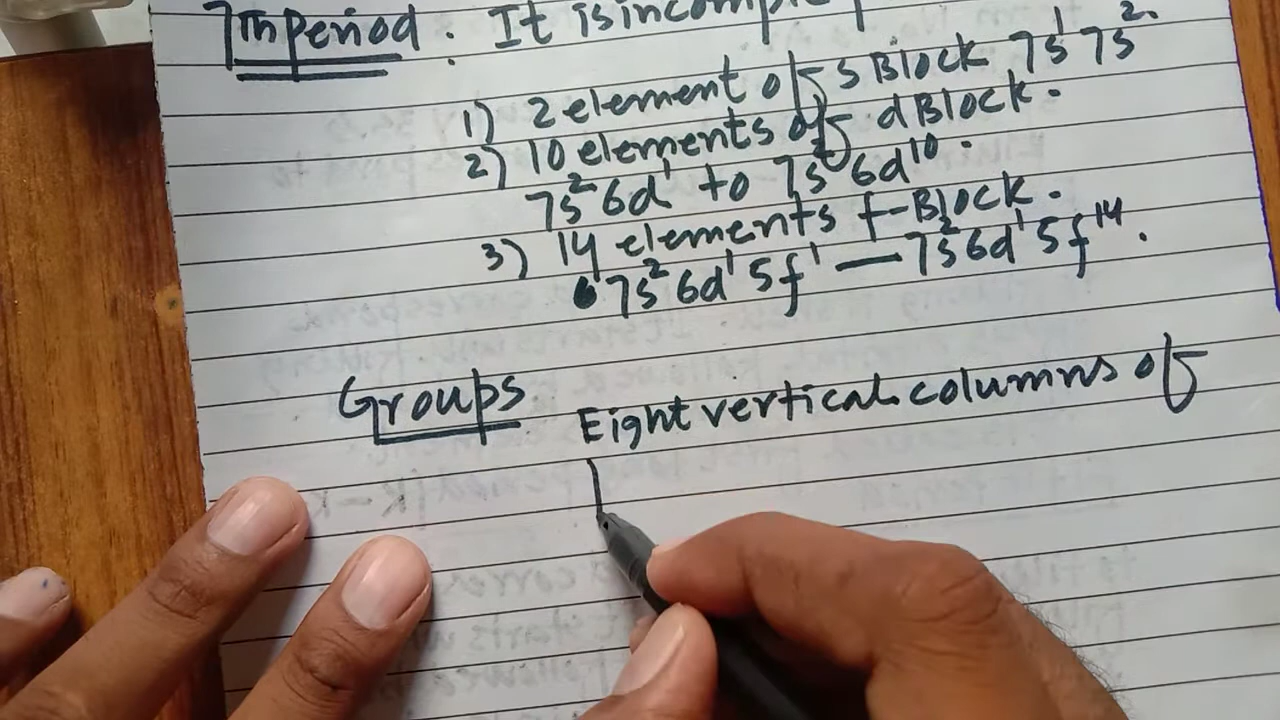 7th Period. It is incomple
1) 2 element of s Block 7s¹ 7s².
2) 10 elements of d Block.
7s² 6d¹ to 7s² 6d¹⁰.
3) 14 elements f-Block.
7s² 6d¹ 5f¹ — 7s² 6d¹ 5f¹⁴.
Groups Eight vertical columns of